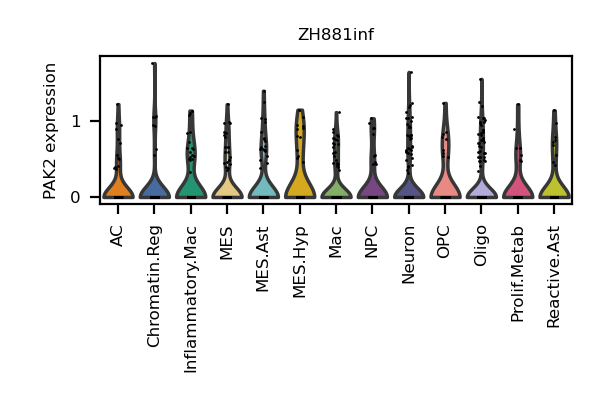 ZH881inf
PAK2 expression
1
0
AC
Chromatin.Reg
Inflammatory.Mac
MES
MES.Ast
MES.Hyp
Mac
NPC
Neuron
OPC
Oligo
Prolif.Metab
Reactive.Ast